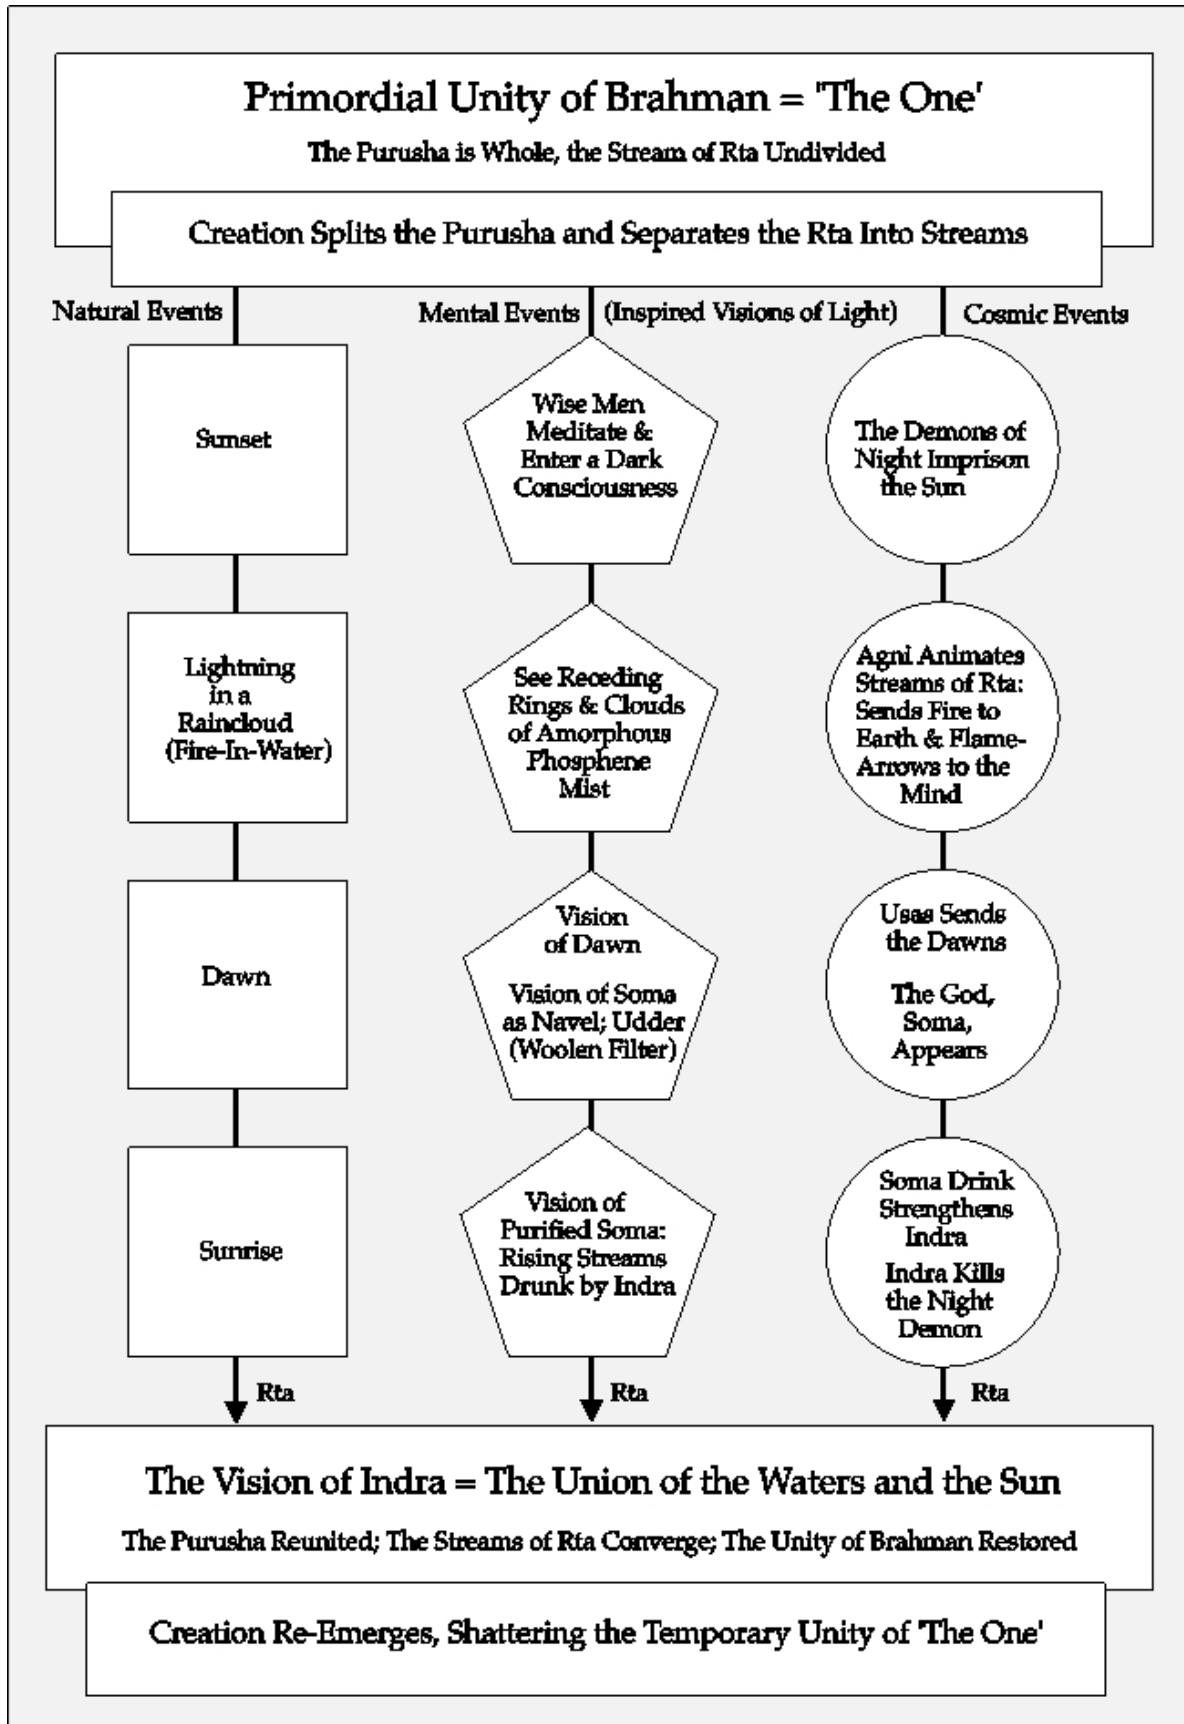 Primordial Unity of Brahman = 'The One'
The Purusha is Whole, the Stream of Rta Undivided
Creation Splits the Purusha and Separates the Rta Into Streams
Natural Events
Mental Events
(Inspired Visions of Light)
Cosmic Events
Sunset
Wise Men
Meditate &
Enter a Dark
Consciousness
The Demons of
Night Imprison
the Sun
Lightning
in a
Raincloud
(Fire-In-Water)
See Receding
Rings & Clouds
of Amorphous
Phosphene
Mist
Agni Animates
Streams of Rta:
Sends Fire to
Earth & Flame-
Arrows to the
Mind
Dawn
Vision
of Dawn
Vision of Soma
as Navel; Udder
(Woolen Filter)
Usas Sends
the Dawns
The God,
Soma,
Appears
Sunrise
Vision of
Purified Soma:
Rising Streams
Drunk by Indra
Soma Drink
Strengthens
Indra
Indra Kills
the Night
Demon
Rta
Rta
Rta
The Vision of Indra = The Union of the Waters and the Sun
The Purusha Reunited; The Streams of Rta Converge; The Unity of Brahman Restored
Creation Re-Emerges, Shattering the Temporary Unity of 'The One'